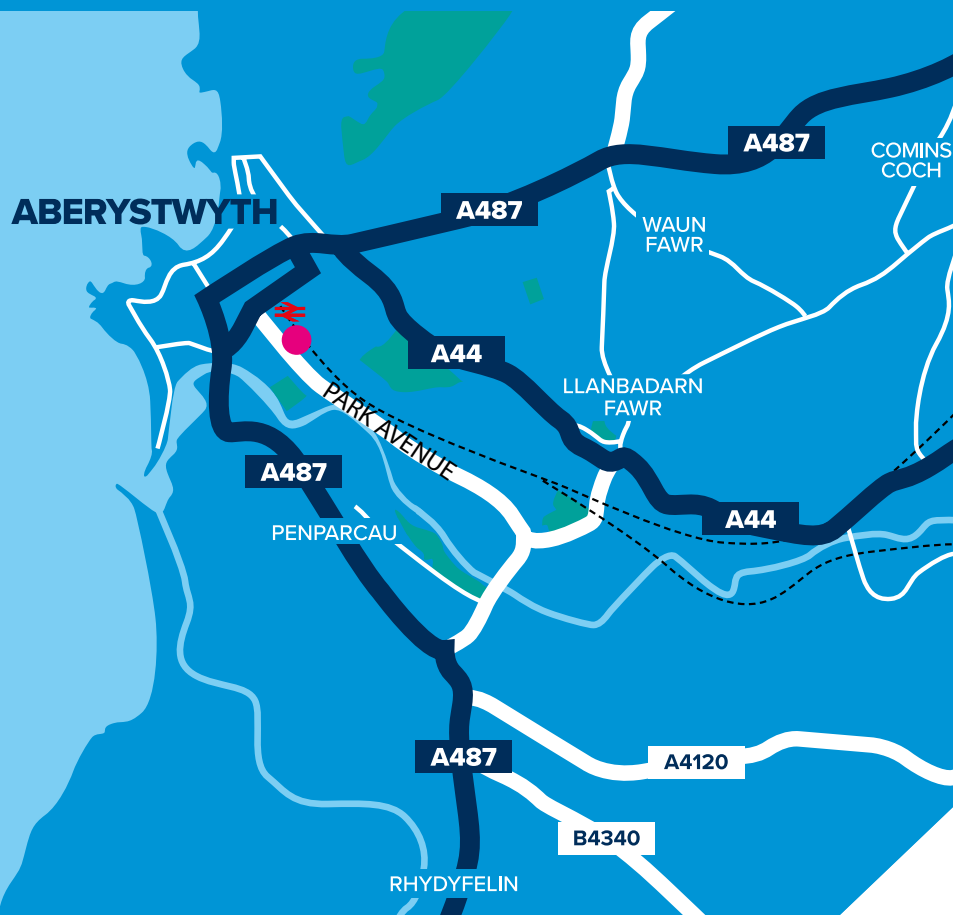 A487
COMINS
COCH
ABERYSTWYTH
A487
WAUN
FAWR
A44
LLANBADARN
FAWR
PARK AVENUE
A487
A44
PENPARCAU
A487
A4120
B4340
RHYDYFELIN